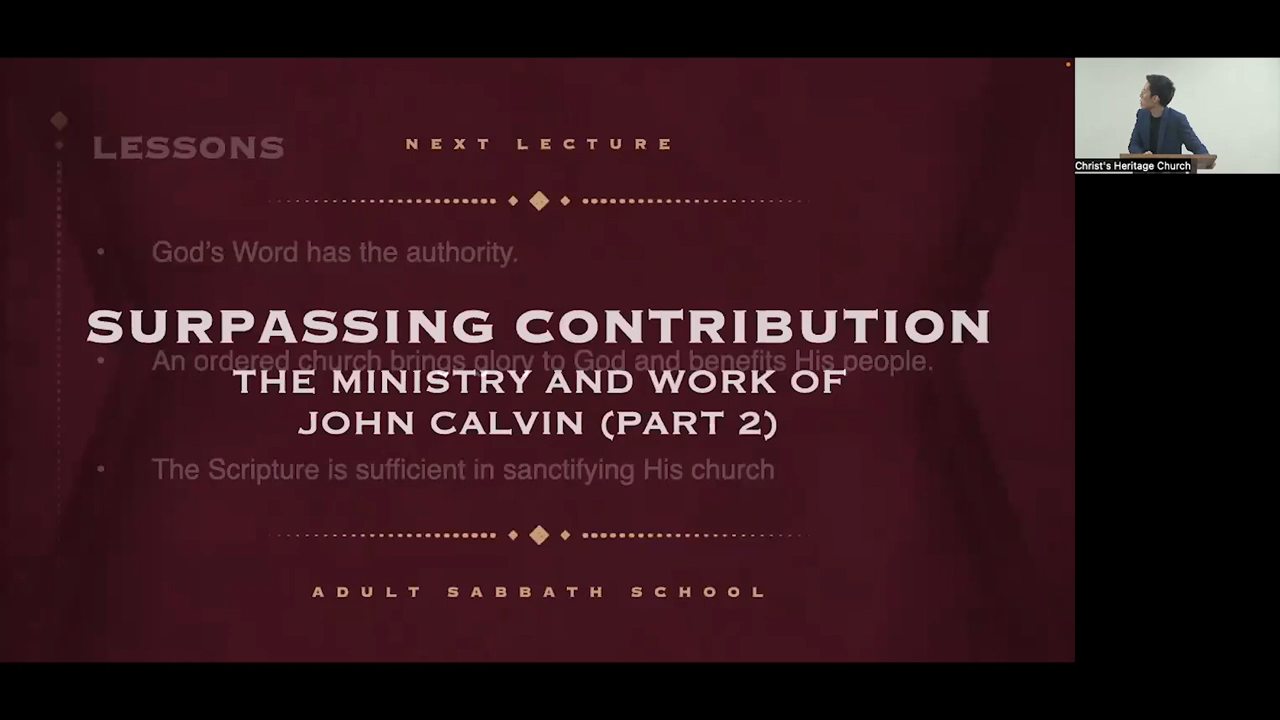 LESSONS
NEXT LECTURE
• God's Word has the authority.
SURPASSING CONTRIBUTION
• An ordered church brings glory to God and benefits His people.
THE MINISTRY AND WORK OF
JOHN CALVIN (PART 2)
• The Scripture is sufficient in sanctifying His church
ADULT SABBATH SCHOOL
Christ's Heritage Church